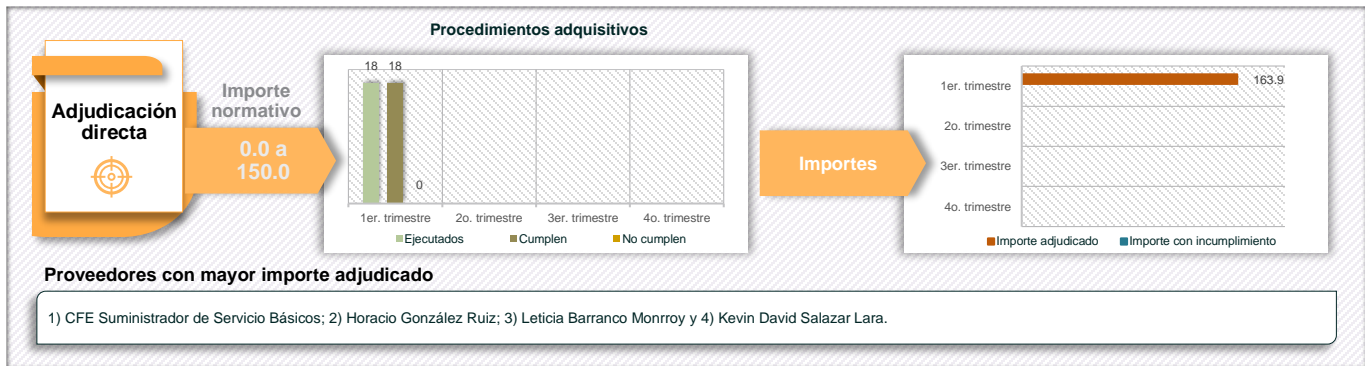 Procedimientos adquisitivos
Adjudicación
directa
Importe
normativo
0.0 a
150.0
18 18
0
1er. trimestre 2o. trimestre 3er. trimestre 4o. trimestre
Ejecutados Cumplen No cumplen
Importes
1er. trimestre 163.9
2o. trimestre
3er. trimestre
4o. trimestre
Importe adjudicado Importe con incumplimiento
Proveedores con mayor importe adjudicado
1) CFE Suministrador de Servicio Básicos; 2) Horacio González Ruiz; 3) Leticia Barranco Monrroy y 4) Kevin David Salazar Lara.